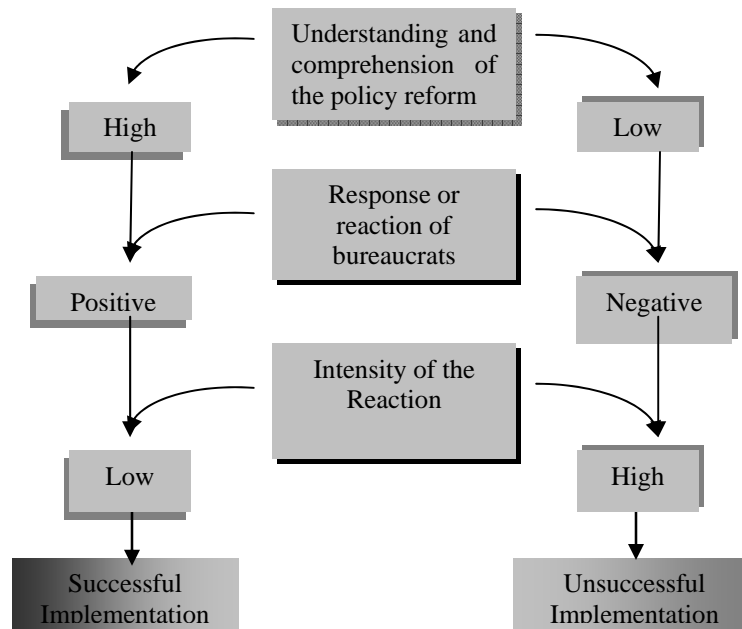 Understanding and
comprehension of
the policy reform
High
Low
Response or
reaction of
bureaucrats
Positive
Negative
Intensity of the
Reaction
Low
High
Successful
Implementation
Unsuccessful
Implementation